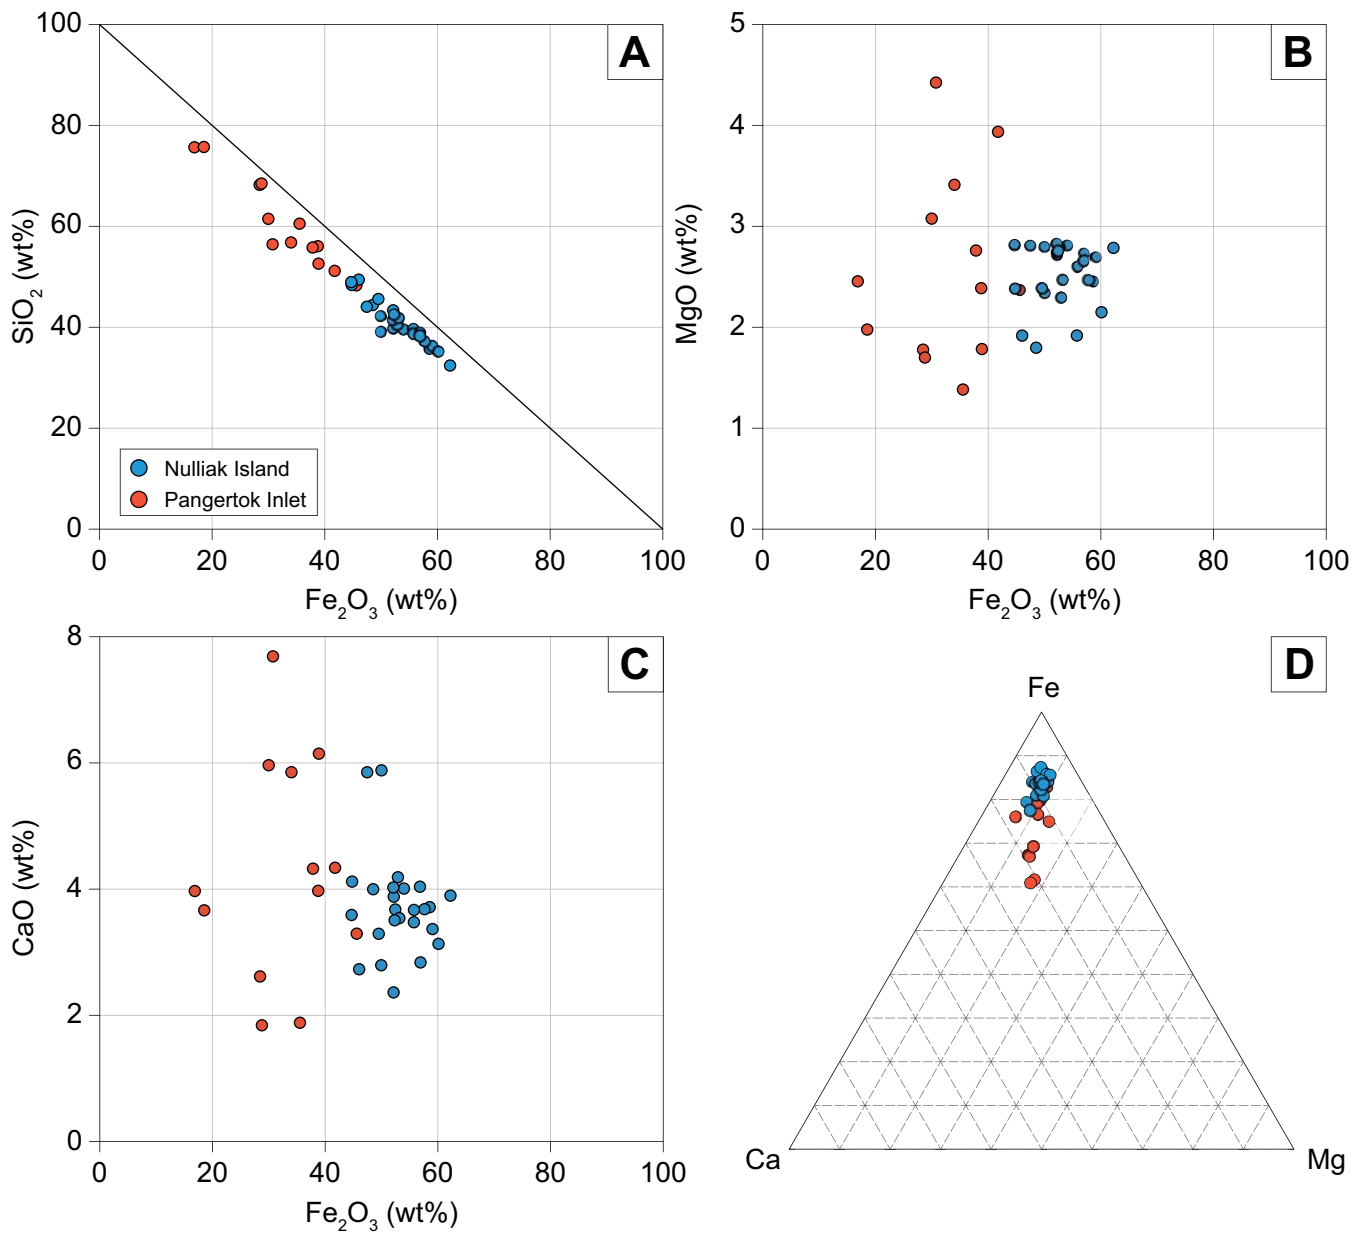 A
100
80
60
40
20
0
SiO2 (wt%)
Nulliak Island
Pangertok Inlet
0 20 40 60 80 100
Fe2O3 (wt%)
B
5
4
3
2
1
0
MgO (wt%)
0 20 40 60 80 100
Fe2O3 (wt%)
C
8
6
4
2
0
CaO (wt%)
0 20 40 60 80 100
Fe2O3 (wt%)
D
Fe
Ca Mg